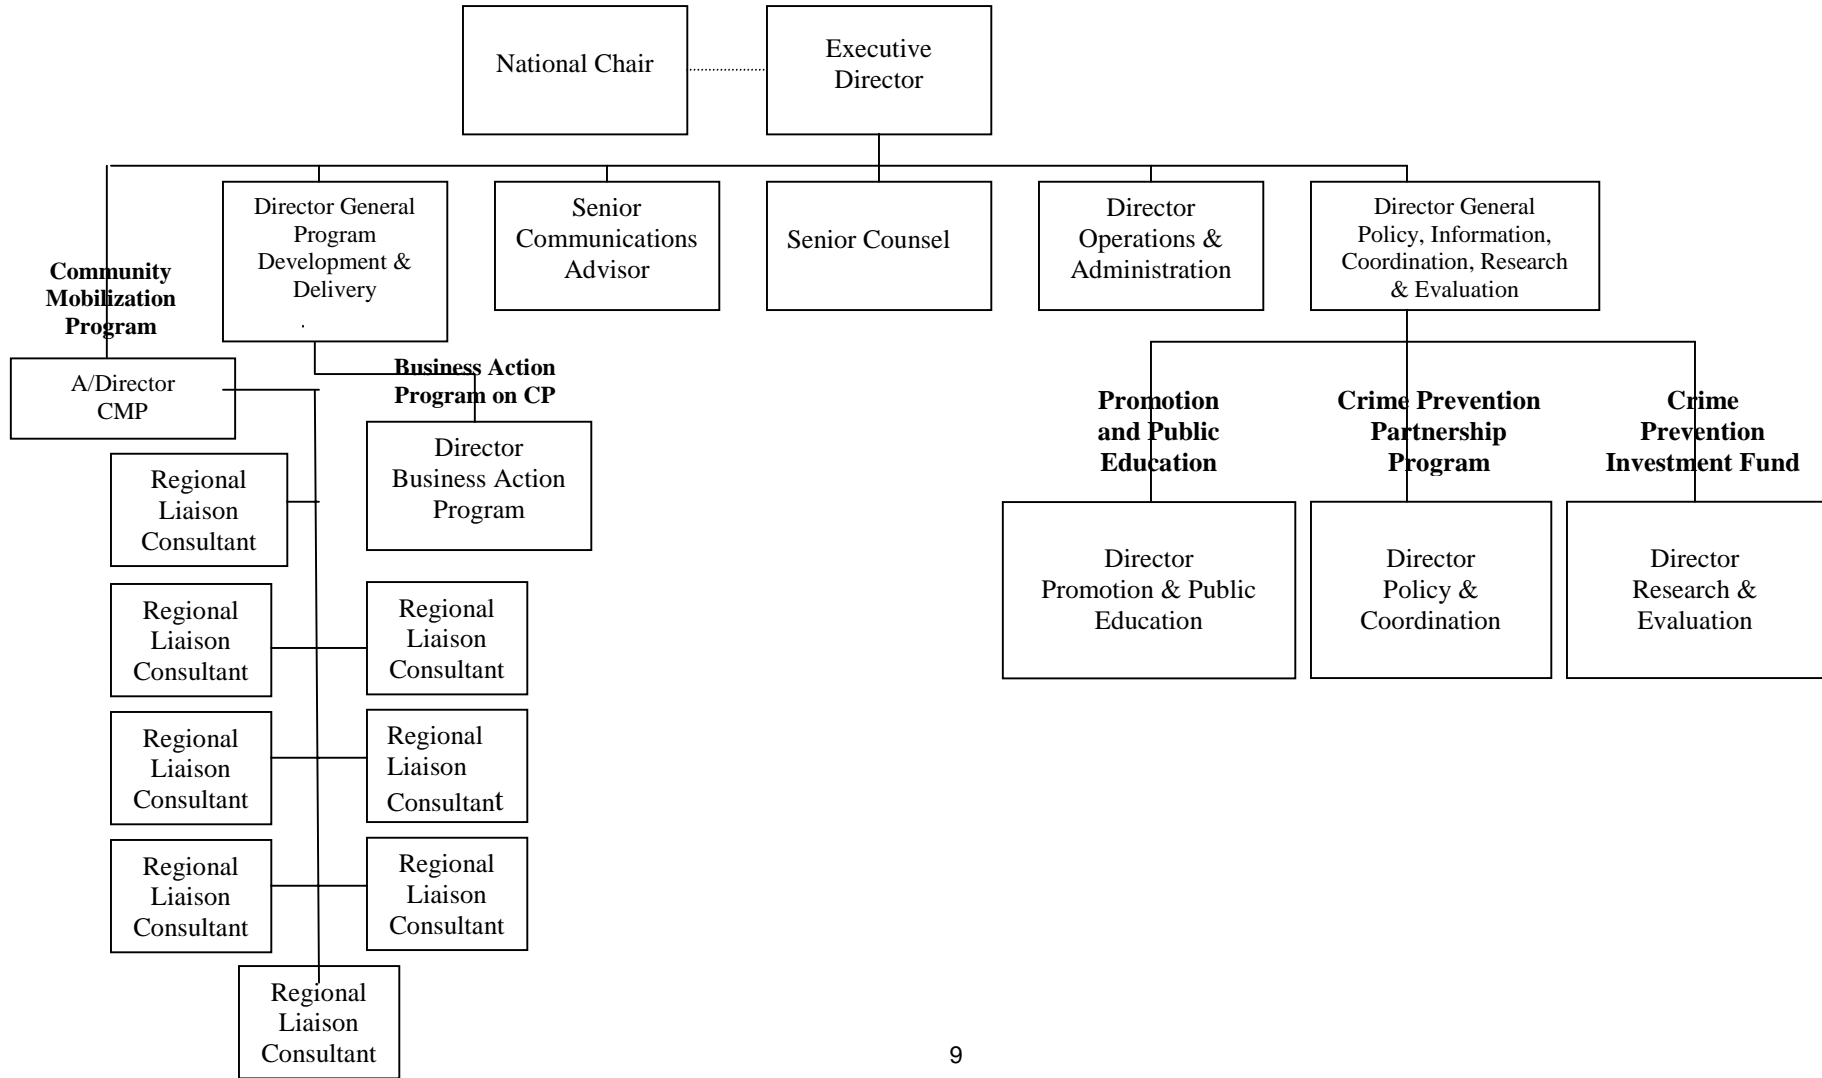 National Chair
Executive
Director
Director General
Program
Development &
Delivery
.
Senior
Communications
Advisor
Senior Counsel
Director
Operations &
Administration
Director General
Policy, Information,
Coordination, Research
& Evaluation
Community
Mobilization
Program
A/Director
CMP
Business Action
Program on CP
Director
Business Action
Program
Promotion
and Public
Education
Crime Prevention
Partnership
Program
Crime
Prevention
Investment Fund
Regional
Liaison
Consultant
Director
Promotion & Public
Education
Director
Policy &
Coordination
Director
Research &
Evaluation
Regional
Liaison
Consultant
Regional
Liaison
Consultant
Regional
Liaison
Consultant
Regional
Liaison
Consultant
Regional
Liaison
Consultant
Regional
Liaison
Consultant
Regional
Liaison
Consultant
9